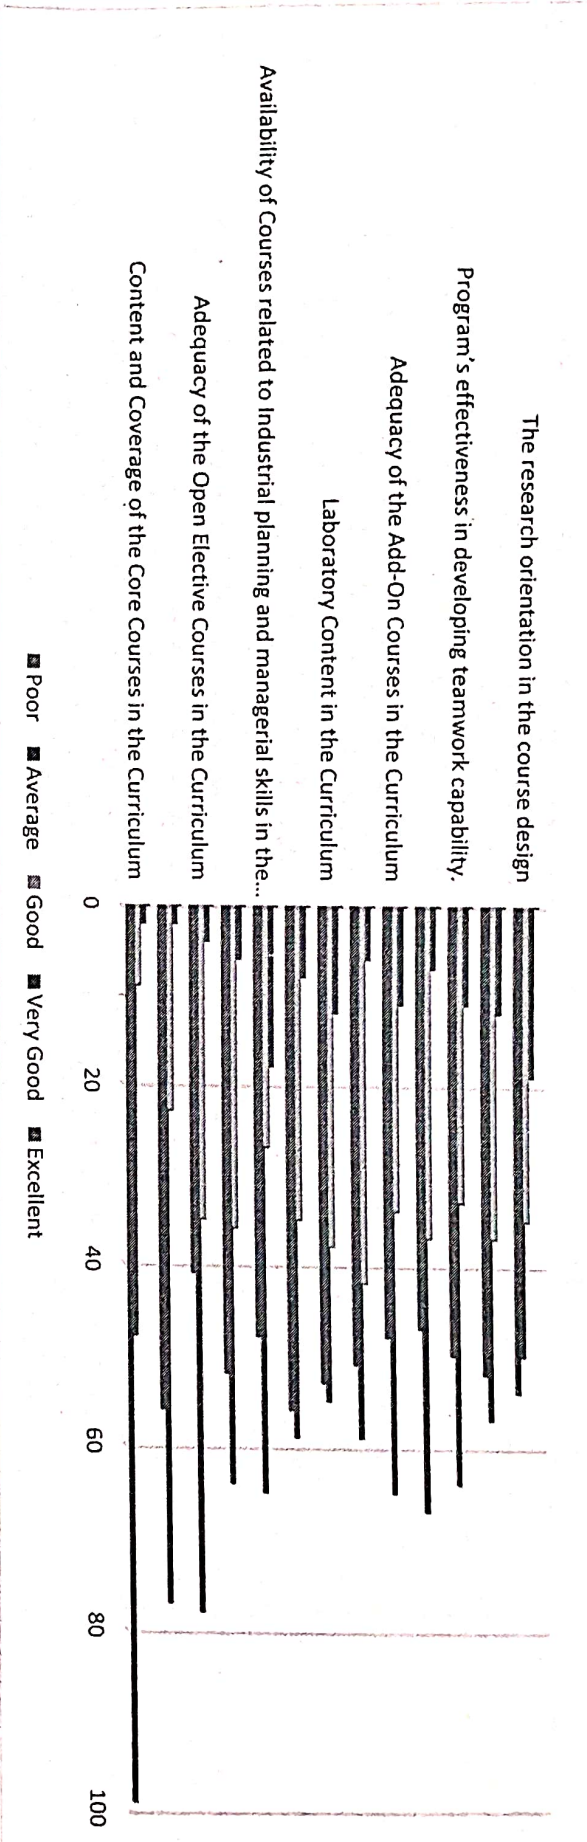 The research orientation in the course design
Program's effectiveness in developing teamwork capability.
Adequacy of the Add-On Courses in the Curriculum
Laboratory Content in the Curriculum
Availability of Courses related to Industrial planning and managerial skills in the...
Adequacy of the Open Elective Courses in the Curriculum
Content and Coverage of the Core Courses in the Curriculum
0 20 40 60 80 100
Poor Average Good Very Good Excellent